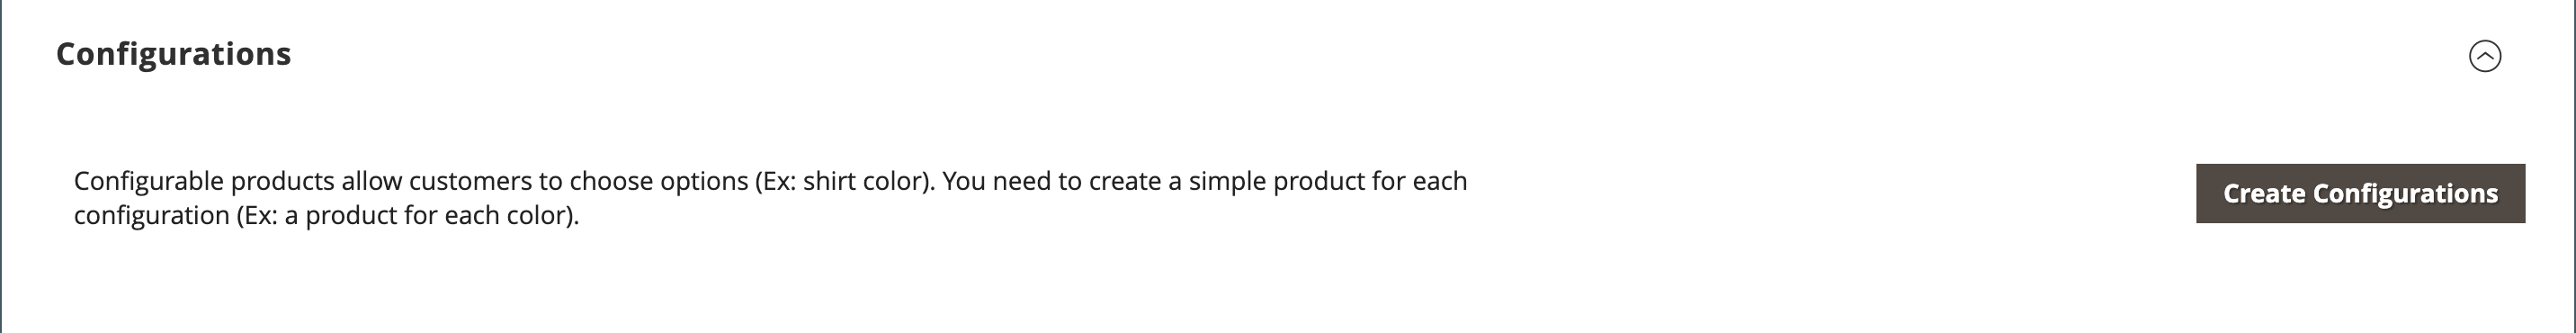 Configurations
Configurable products allow customers to choose options (Ex: shirt color). You need to create a simple product for each
configuration (Ex: a product for each color).
Create Configurations